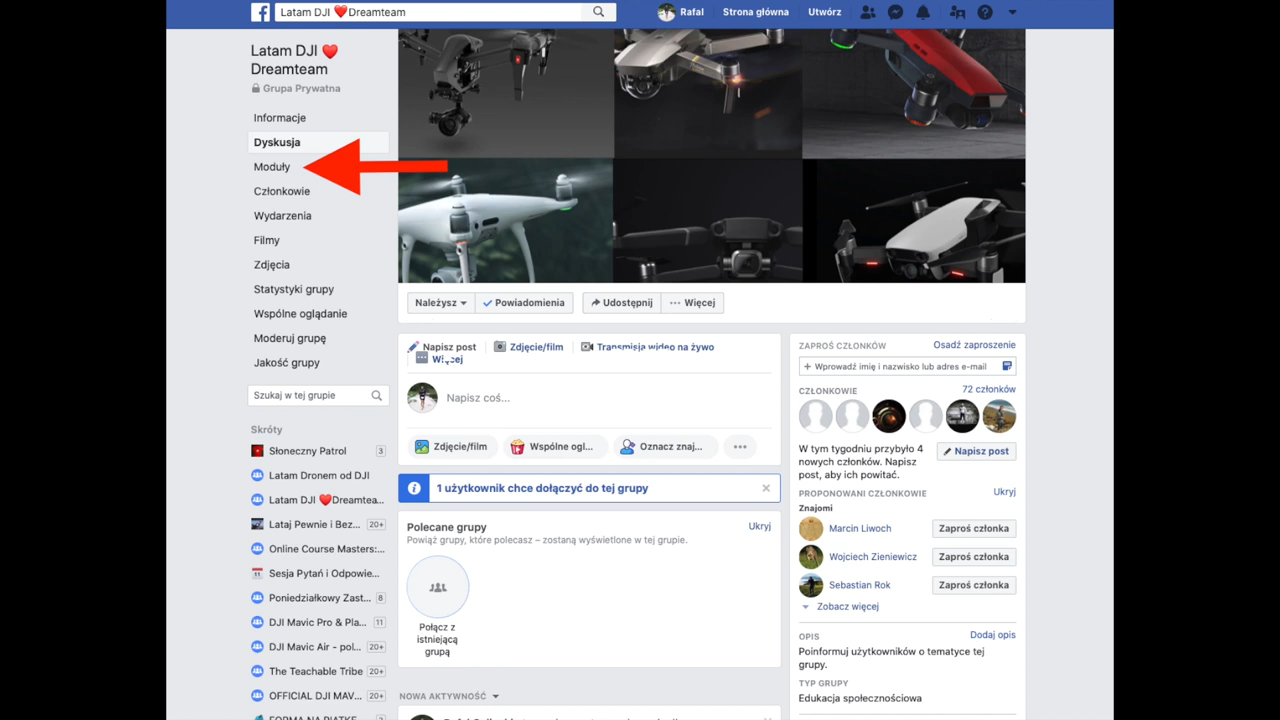 Latam DJI ❤️Dreamteam
Rafal
Strona główna
Utwórz
Latam DJI ❤️
Dreamteam
Grupa Prywatna
Informacje
Dyskusja
Moduły
Członkowie
Wydarzenia
Filmy
Zdjęcia
Statystyki grupy
Wspólne oglądanie
Moderuj grupę
Jakość grupy
Szukaj w tej grupie
Skróty
Słoneczny Patrol 3
Latam Dronem od DJI
Latam DJI ❤️Dreamtea...
Lataj Pewnie i Bez... 20+
Online Course Masters:...
Sesja Pytań i Odpowie...
Poniedziałkowy Zast... 8
DJI Mavic Pro & Pla... 11
DJI Mavic Air - pol... 20+
The Teachable Tribe 20+
OFFICIAL DJI MAV... 20+
Należysz
Powiadomienia
Udostępnij
Więcej
Napisz post
Zdjęcie/film
Transmisja wideo na żywo
Więcej
Napisz coś...
Zdjęcie/film
Wspólne ogl...
Oznacz znaj...
1 użytkownik chce dołączyć do tej grupy
Polecane grupy
Ukryj
Powiąż grupy, które polecasz – zostaną wyświetlone w tej grupie.
Połącz z
istniejącą
grupą
NOWA AKTYWNOŚĆ
ZAPROŚ CZŁONKÓW
Osadź zaproszenie
+ Wprowadź imię i nazwisko lub adres e-mail
CZŁONKOWIE
72 członków
W tym tygodniu przybyło 4
nowych członków. Napisz
post, aby ich powitać.
Napisz post
PROPONOWANI CZŁONKOWIE
Ukryj
Znajomi
Marcin Liwoch
Zaproś członka
Wojciech Zieniewicz
Zaproś członka
Sebastian Rok
Zaproś członka
Zobacz więcej
OPIS
Dodaj opis
Poinformuj użytkowników o tematyce tej
grupy.
TYP GRUPY
Edukacja społecznościowa